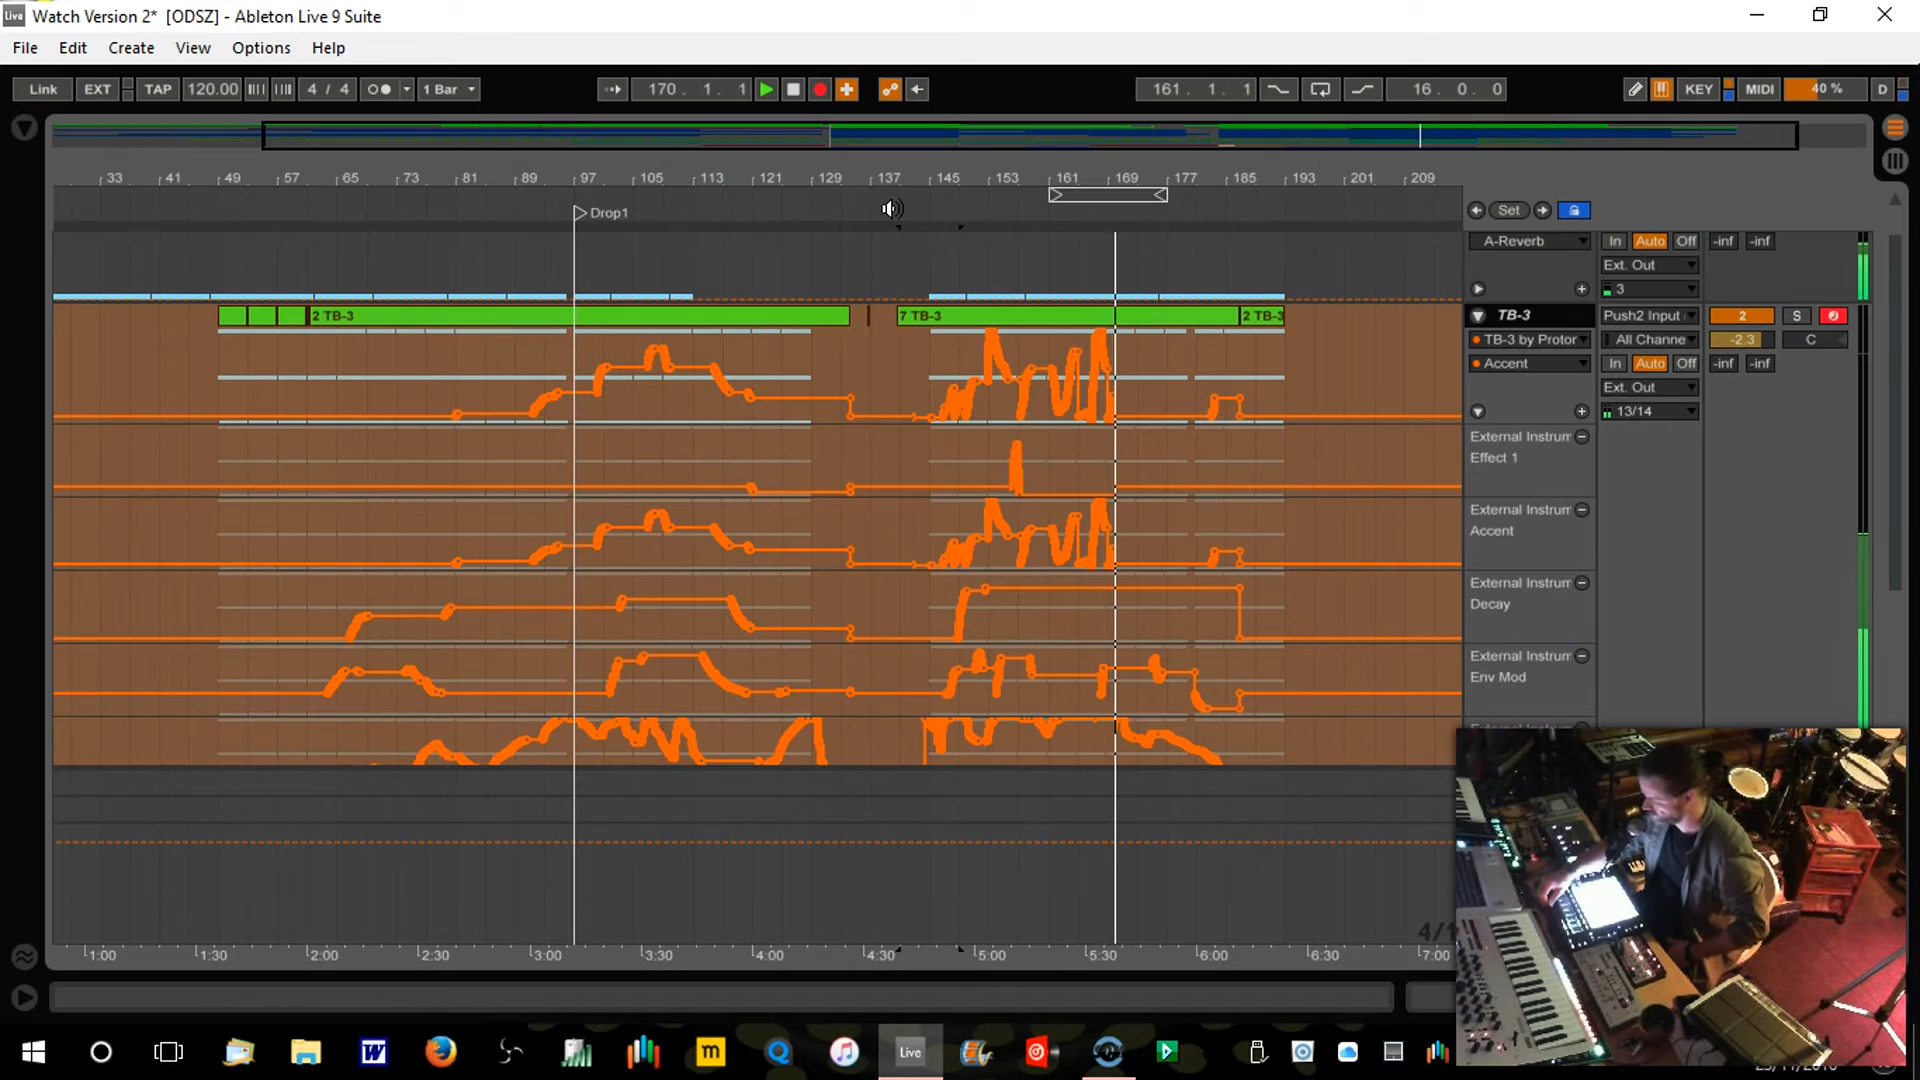 Live Watch Version 2* [ODSZ] - Ableton Live 9 Suite
File Edit Create View Options Help
Link EXT TAP 120.00 4 / 4 1 Bar 170. 1. 1 161. 1. 1 16. 0. 0 KEY MIDI 40 % D
33 41 49 57 65 73 81 89 97 105 113 121 129 137 145 153 161 169 177 185 193 201 209
Drop1
Set
A-Reverb In Auto Off -inf -inf
Ext. Out
3
2 TB-3 7 TB-3 2 TB-3 TB-3 Push2 Input 2 S
TB-3 by Protor All Channe -2.3 C
Accent In Auto Off -inf -inf
Ext. Out
13/14
External Instrum
Effect 1
External Instrum
Accent
External Instrum
Decay
External Instrum
Env Mod
4/1
1:00 1:30 2:00 2:30 3:00 3:30 4:00 4:30 5:00 5:30 6:00 6:30 7:00
W m Live